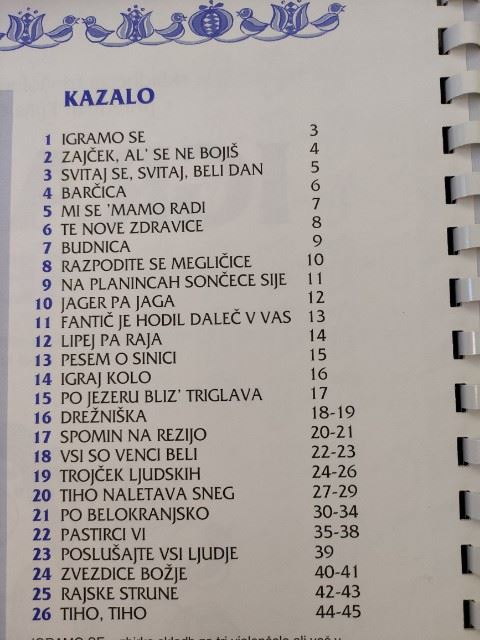 KAZALO
1 IGRAMO SE 3
2 ZAJČEK, AL' SE NE BOJIŠ 4
3 SVITAJ SE, SVITAJ, BELI DAN 5
4 BARČICA 6
5 MI SE 'MAMO RADI 7
6 TE NOVE ZDRAVICE 8
7 BUDNICA 9
8 RAZPODITE SE MEGLIČICE 10
9 NA PLANINCAH SONČECE SIJE 11
10 JAGER PA JAGA 12
11 FANTIČ JE HODIL DALEČ V VAS 13
12 LIPEJ PA RAJA 14
13 PESEM O SINICI 15
14 IGRAJ KOLO 16
15 PO JEZERU BLIZ' TRIGLAVA 17
16 DREŽNIŠKA 18-19
17 SPOMIN NA REZIJO 20-21
18 VSI SO VENCI BELI 22-23
19 TROJČEK LJUDSKIH 24-26
20 TIHO NALETAVA SNEG 27-29
21 PO BELOKRANJSKO 30-34
22 PASTIRCI VI 35-38
23 POSLUŠAJTE VSI LJUDJE 39
24 ZVEZDICE BOŽJE 40-41
25 RAJSKE STRUNE 42-43
26 TIHO, TIHO 44-45